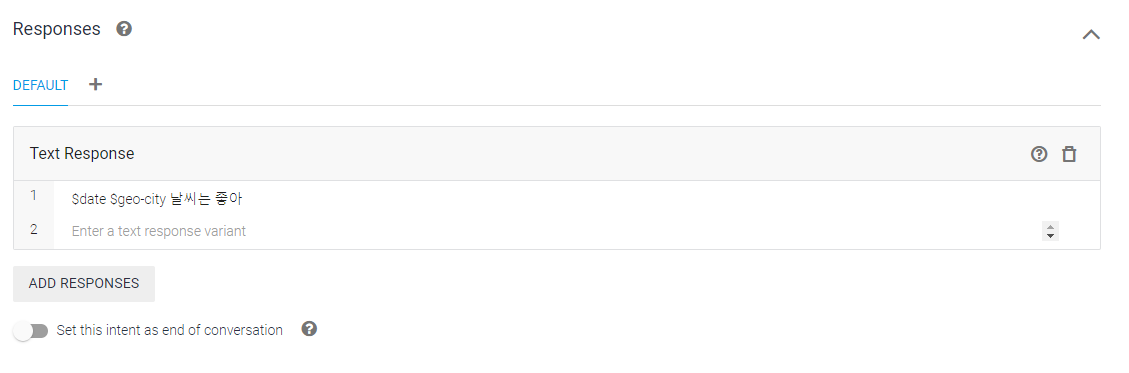 Responses
DEFAULT
Text Response
1 $date $geo-city 날씨는 좋아
2 Enter a text response variant
ADD RESPONSES
Set this intent as end of conversation